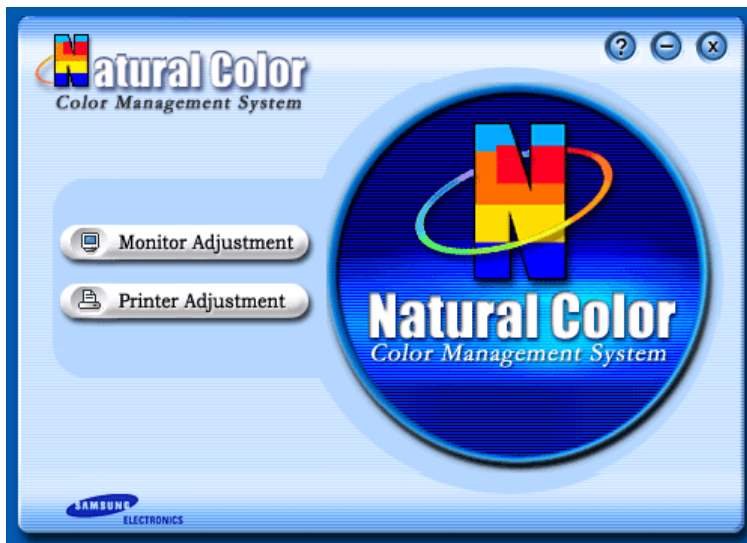 Natural Color
Color Management System
? − x
Monitor Adjustment
Printer Adjustment
N
Natural Color
Color Management System
SAMSUNG
ELECTRONICS